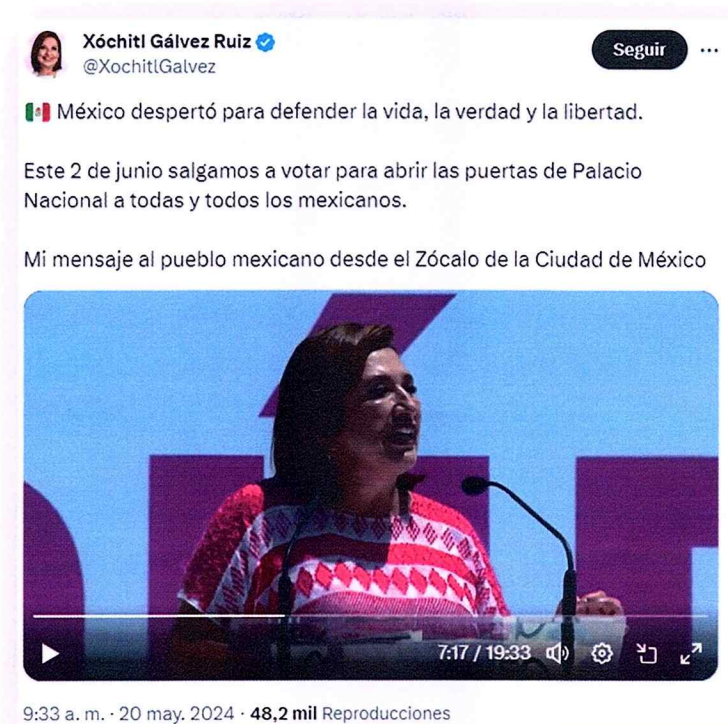 Xóchitl Gálvez Ruiz
@XochitlGalvez
Seguir
México despertó para defender la vida, la verdad y la libertad.
Este 2 de junio salgamos a votar para abrir las puertas de Palacio
Nacional a todas y todos los mexicanos.
Mi mensaje al pueblo mexicano desde el Zócalo de la Ciudad de México
7:17 / 19:33
9:33 a. m. · 20 may. 2024 · 48,2 mil Reproducciones